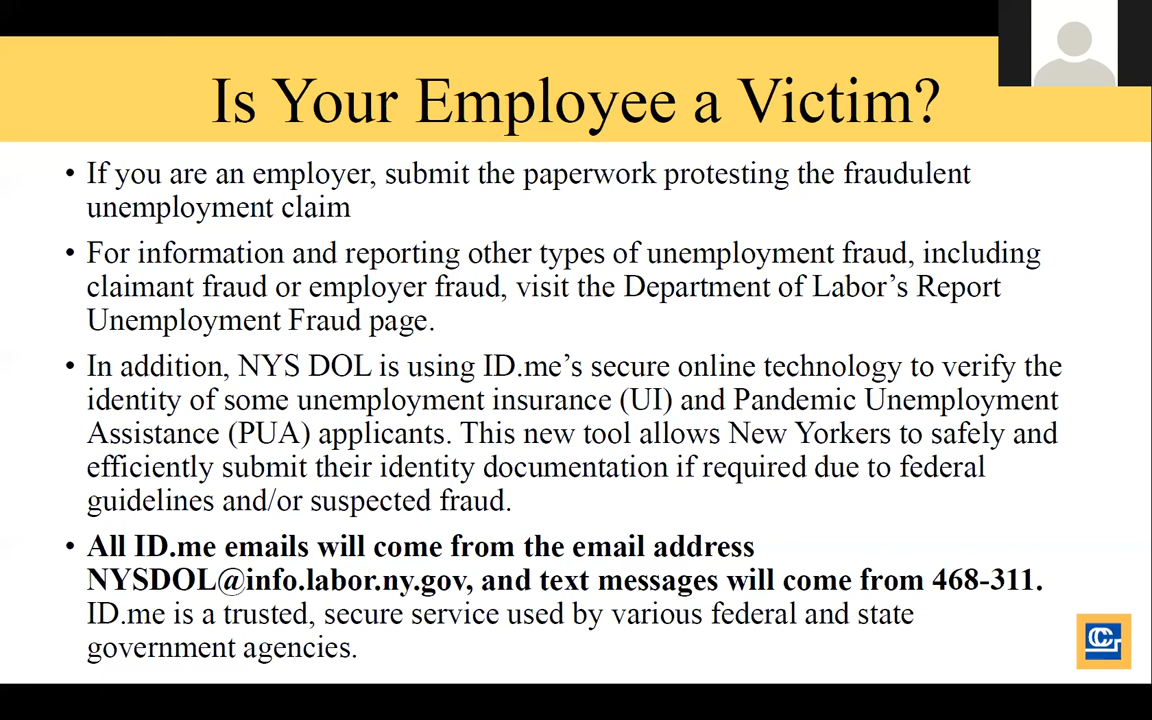 Is Your Employee a Victim?
• If you are an employer, submit the paperwork protesting the fraudulent
unemployment claim
• For information and reporting other types of unemployment fraud, including
claimant fraud or employer fraud, visit the Department of Labor’s Report
Unemployment Fraud page.
• In addition, NYS DOL is using ID.me’s secure online technology to verify the
identity of some unemployment insurance (UI) and Pandemic Unemployment
Assistance (PUA) applicants. This new tool allows New Yorkers to safely and
efficiently submit their identity documentation if required due to federal
guidelines and/or suspected fraud.
• All ID.me emails will come from the email address
NYSDOL@info.labor.ny.gov, and text messages will come from 468-311.
ID.me is a trusted, secure service used by various federal and state
government agencies.